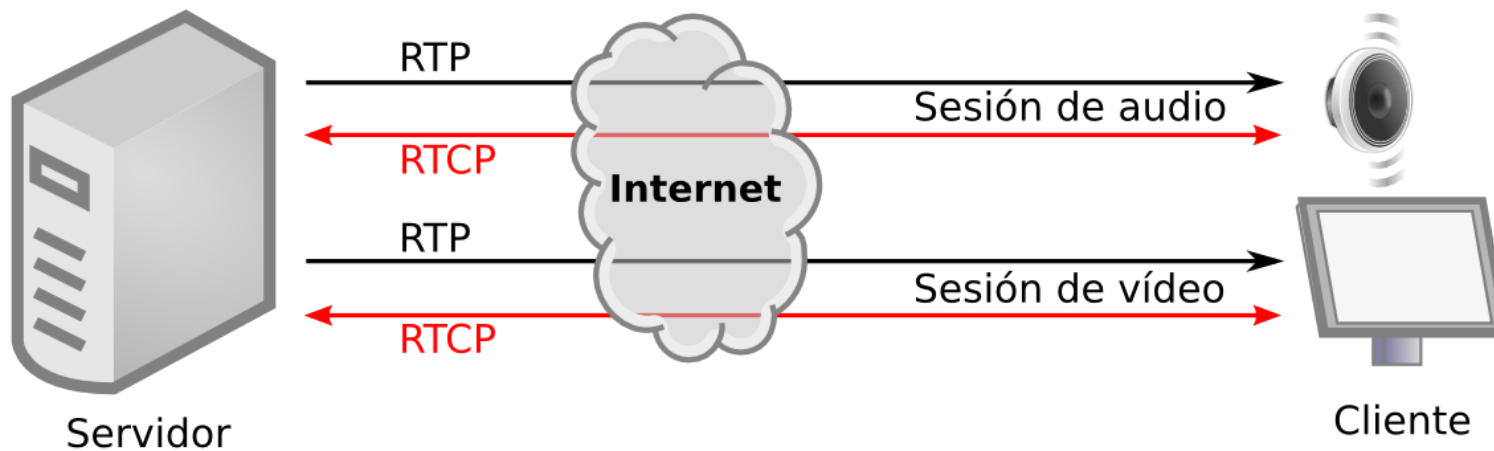 RTP
Sesión de audio
RTCP
Internet
RTP
Sesión de vídeo
RTCP
Servidor
Cliente